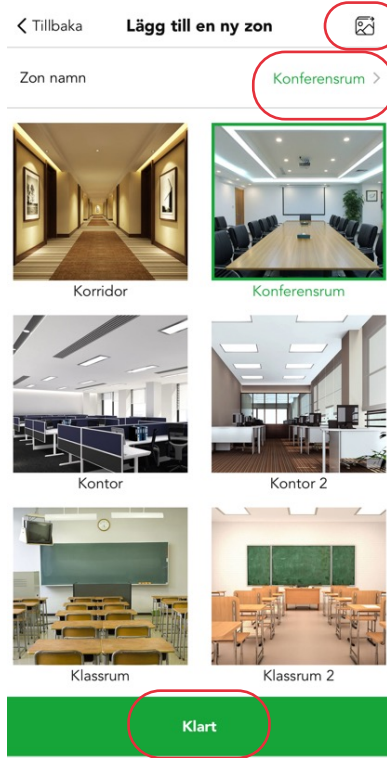 Tillbaka
Lägg till en ny zon
Zon namn
Konferensrum
Korridor
Konferensrum
Kontor
Kontor 2
Klassrum
Klassrum 2
Klart